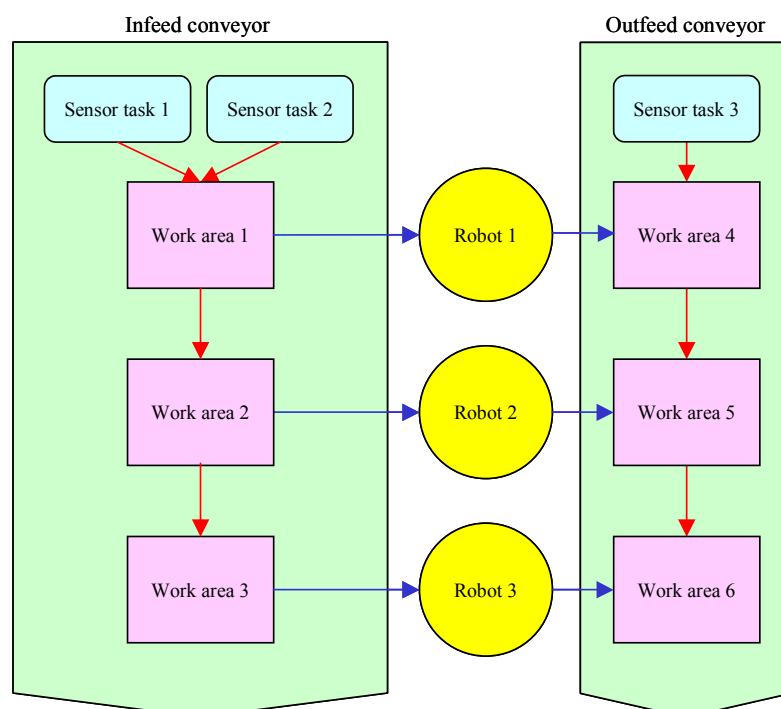 Infeed conveyor
Outfeed conveyor
Sensor task 1
Sensor task 2
Sensor task 3
Work area 1
Robot 1
Work area 4
Work area 2
Robot 2
Work area 5
Work area 3
Robot 3
Work area 6